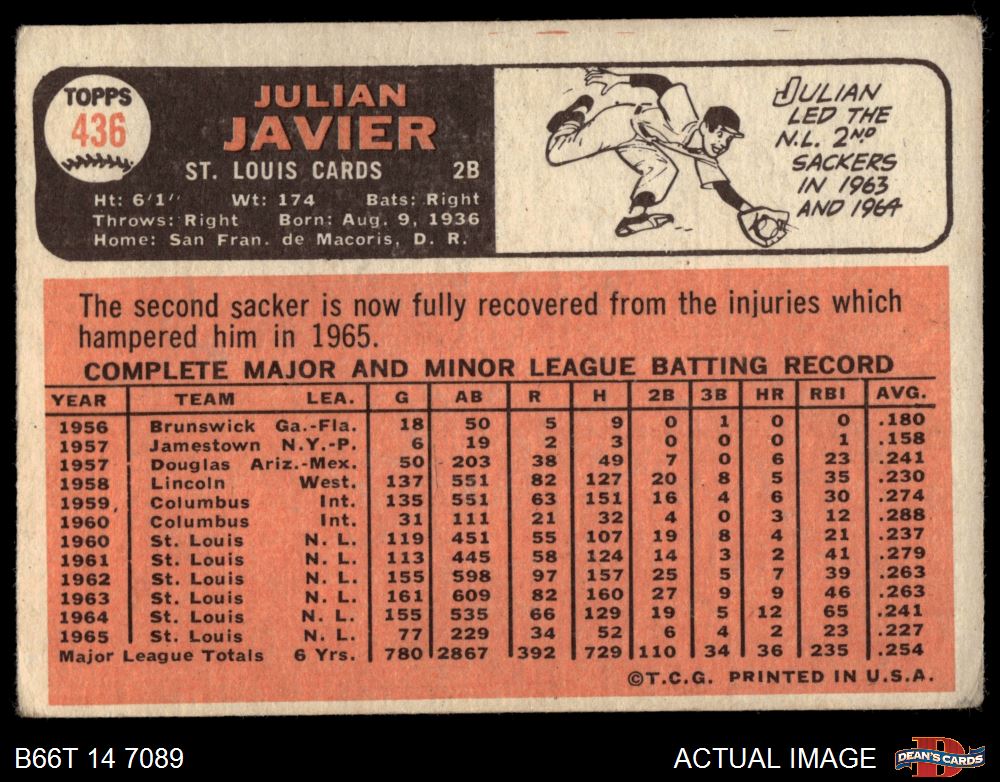 TOPPS
436
JULIAN
JAVIER
ST. LOUIS CARDS 2B
Ht: 6'1" Wt: 174 Bats: Right
Throws: Right Born: Aug. 9, 1936
Home: San Fran. de Macoris, D. R.
JULIAN
LED THE
N.L. 2ND
SACKERS
IN 1963
AND 1964
The second sacker is now fully recovered from the injuries which
hampered him in 1965.
COMPLETE MAJOR AND MINOR LEAGUE BATTING RECORD
YEAR TEAM LEA. G AB R H 2B 3B HR RBI AVG.
1956 Brunswick Ga.-Fla. 18 50 5 9 0 1 0 0 .180
1957 Jamestown N.Y.-P. 6 19 2 3 0 0 0 1 .158
1957 Douglas Ariz.-Mex. 50 203 38 49 7 0 6 23 .241
1958 Lincoln West. 137 551 82 127 20 8 5 35 .230
1959 Columbus Int. 135 551 63 151 16 4 6 30 .274
1960 Columbus Int. 31 111 21 32 4 0 3 12 .288
1960 St. Louis N. L. 119 451 55 107 19 8 4 21 .237
1961 St. Louis N. L. 113 445 58 124 14 3 2 41 .279
1962 St. Louis N. L. 155 598 97 157 25 5 7 39 .263
1963 St. Louis N. L. 161 609 82 160 27 9 9 46 .263
1964 St. Louis N. L. 155 535 66 129 19 5 12 65 .241
1965 St. Louis N. L. 77 229 34 52 6 4 2 23 .227
Major League Totals 6 Yrs. 780 2867 392 729 110 34 36 235 .254
©T.C.G. PRINTED IN U.S.A.
B66T 14 7089
ACTUAL IMAGE
D
DEAN'S CARDS